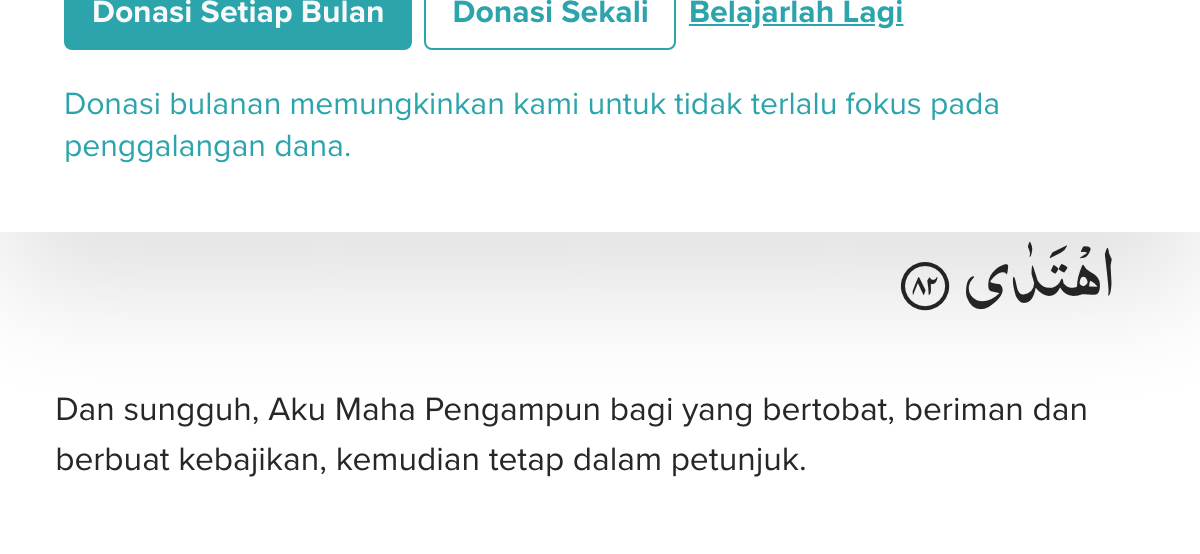 Donasi Setiap Bulan Donasi Sekali Belajarlah Lagi
Donasi bulanan memungkinkan kami untuk tidak terlalu fokus pada
penggalangan dana.
اهْتَدٰى ٨٢
Dan sungguh, Aku Maha Pengampun bagi yang bertobat, beriman dan
berbuat kebajikan, kemudian tetap dalam petunjuk.